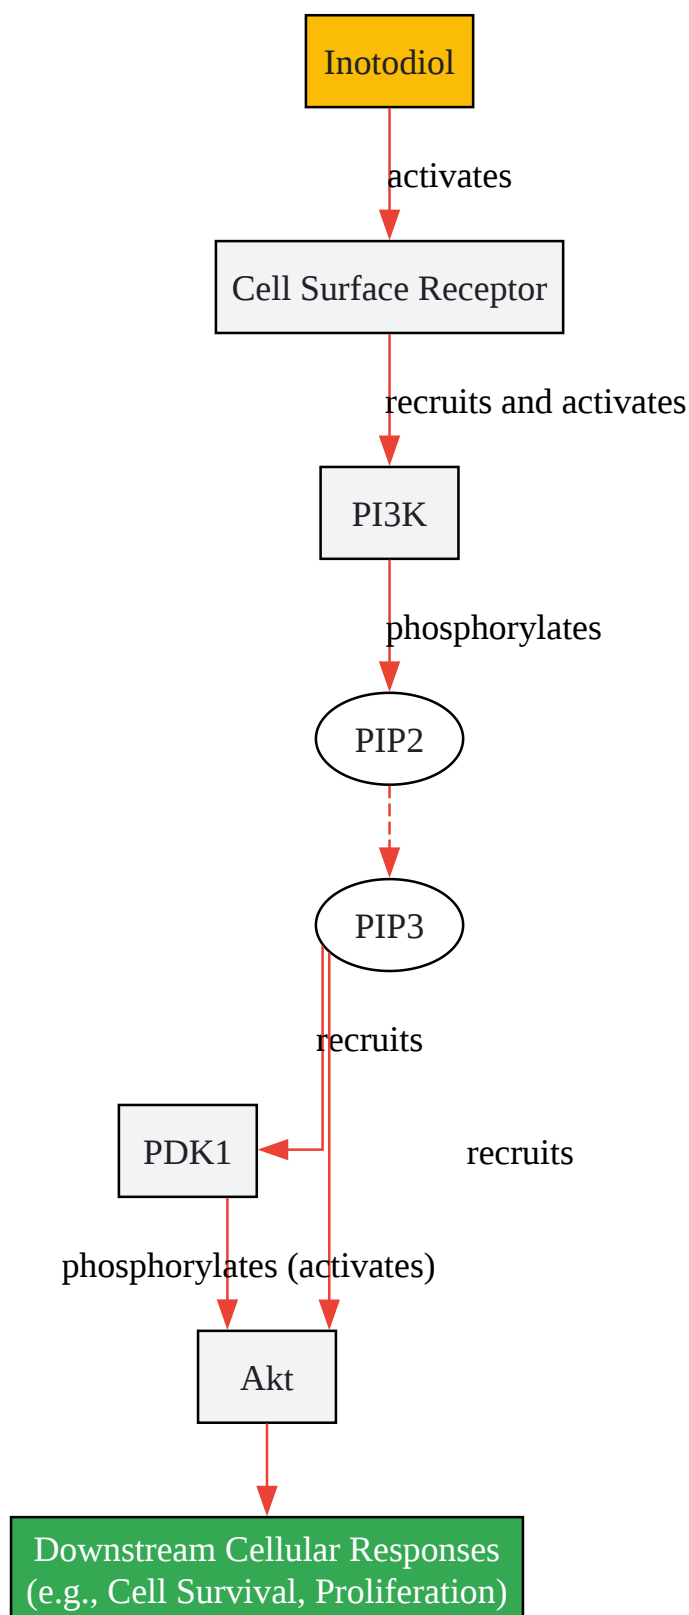 Inotodiol
activates
Cell Surface Receptor
recruits and activates
PI3K
phosphorylates
PIP2
PIP3
recruits
PDK1
recruits
phosphorylates (activates)
Akt
Downstream Cellular Responses
(e.g., Cell Survival, Proliferation)